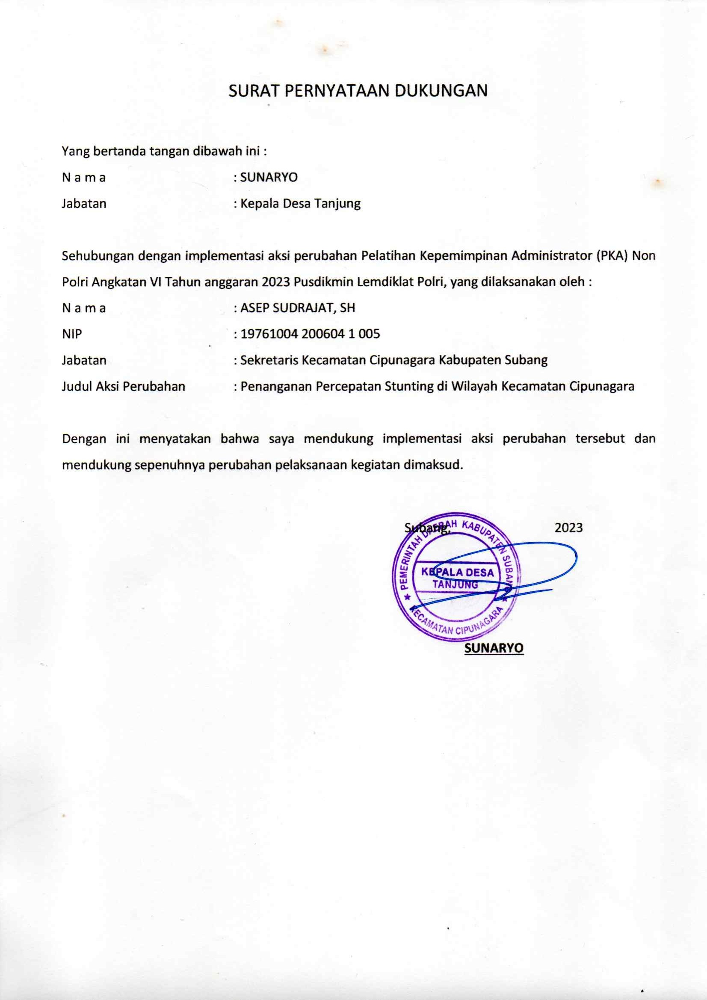 SURAT PERNYATAAN DUKUNGAN
Yang bertanda tangan dibawah ini :
N a m a : SUNARYO
Jabatan : Kepala Desa Tanjung
Sehubungan dengan implementasi aksi perubahan Pelatihan Kepemimpinan Administrator (PKA) Non
Polri Angkatan VI Tahun anggaran 2023 Pusdikmin Lemdiklat Polri, yang dilaksanakan oleh :
N a m a : ASEP SUDRAJAT, SH
NIP : 19761004 200604 1 005
Jabatan : Sekretaris Kecamatan Cipunagara Kabupaten Subang
Judul Aksi Perubahan : Penanganan Percepatan Stunting di Wilayah Kecamatan Cipunagara
Dengan ini menyatakan bahwa saya mendukung implementasi aksi perubahan tersebut dan
mendukung sepenuhnya perubahan pelaksanaan kegiatan dimaksud.
Subang, 2023
PEMERINTAH DAERAH KABUPATEN SUBANG
KEPALA DESA
TANJUNG
★ KECAMATAN CIPUNAGARA ★
SUNARYO